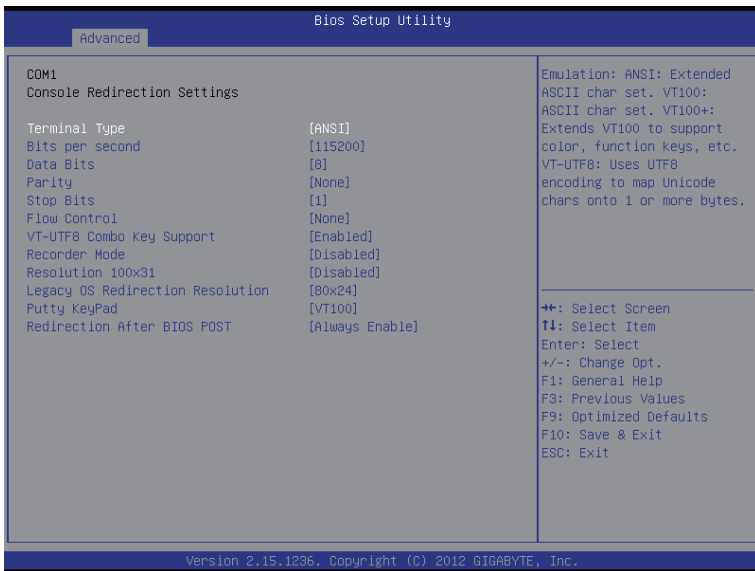 Bios Setup Utility
Advanced
COM1
Console Redirection Settings
Terminal Type [ANSI]
Bits per second [115200]
Data Bits [8]
Parity [None]
Stop Bits [1]
Flow Control [None]
VT-UTF8 Combo Key Support [Enabled]
Recorder Mode [Disabled]
Resolution 100x31 [Disabled]
Legacy OS Redirection Resolution [80x24]
Putty KeyPad [VT100]
Redirection After BIOS POST [Always Enable]
Emulation: ANSI: Extended
ASCII char set. VT100:
ASCII char set. VT100+:
Extends VT100 to support
color, function keys, etc.
VT-UTF8: Uses UTF8
encoding to map Unicode
chars onto 1 or more bytes.
→←: Select Screen
↑↓: Select Item
Enter: Select
+/-: Change Opt.
F1: General Help
F3: Previous Values
F9: Optimized Defaults
F10: Save & Exit
ESC: Exit
Version 2.15.1236. Copyright (C) 2012 GIGABYTE, Inc.